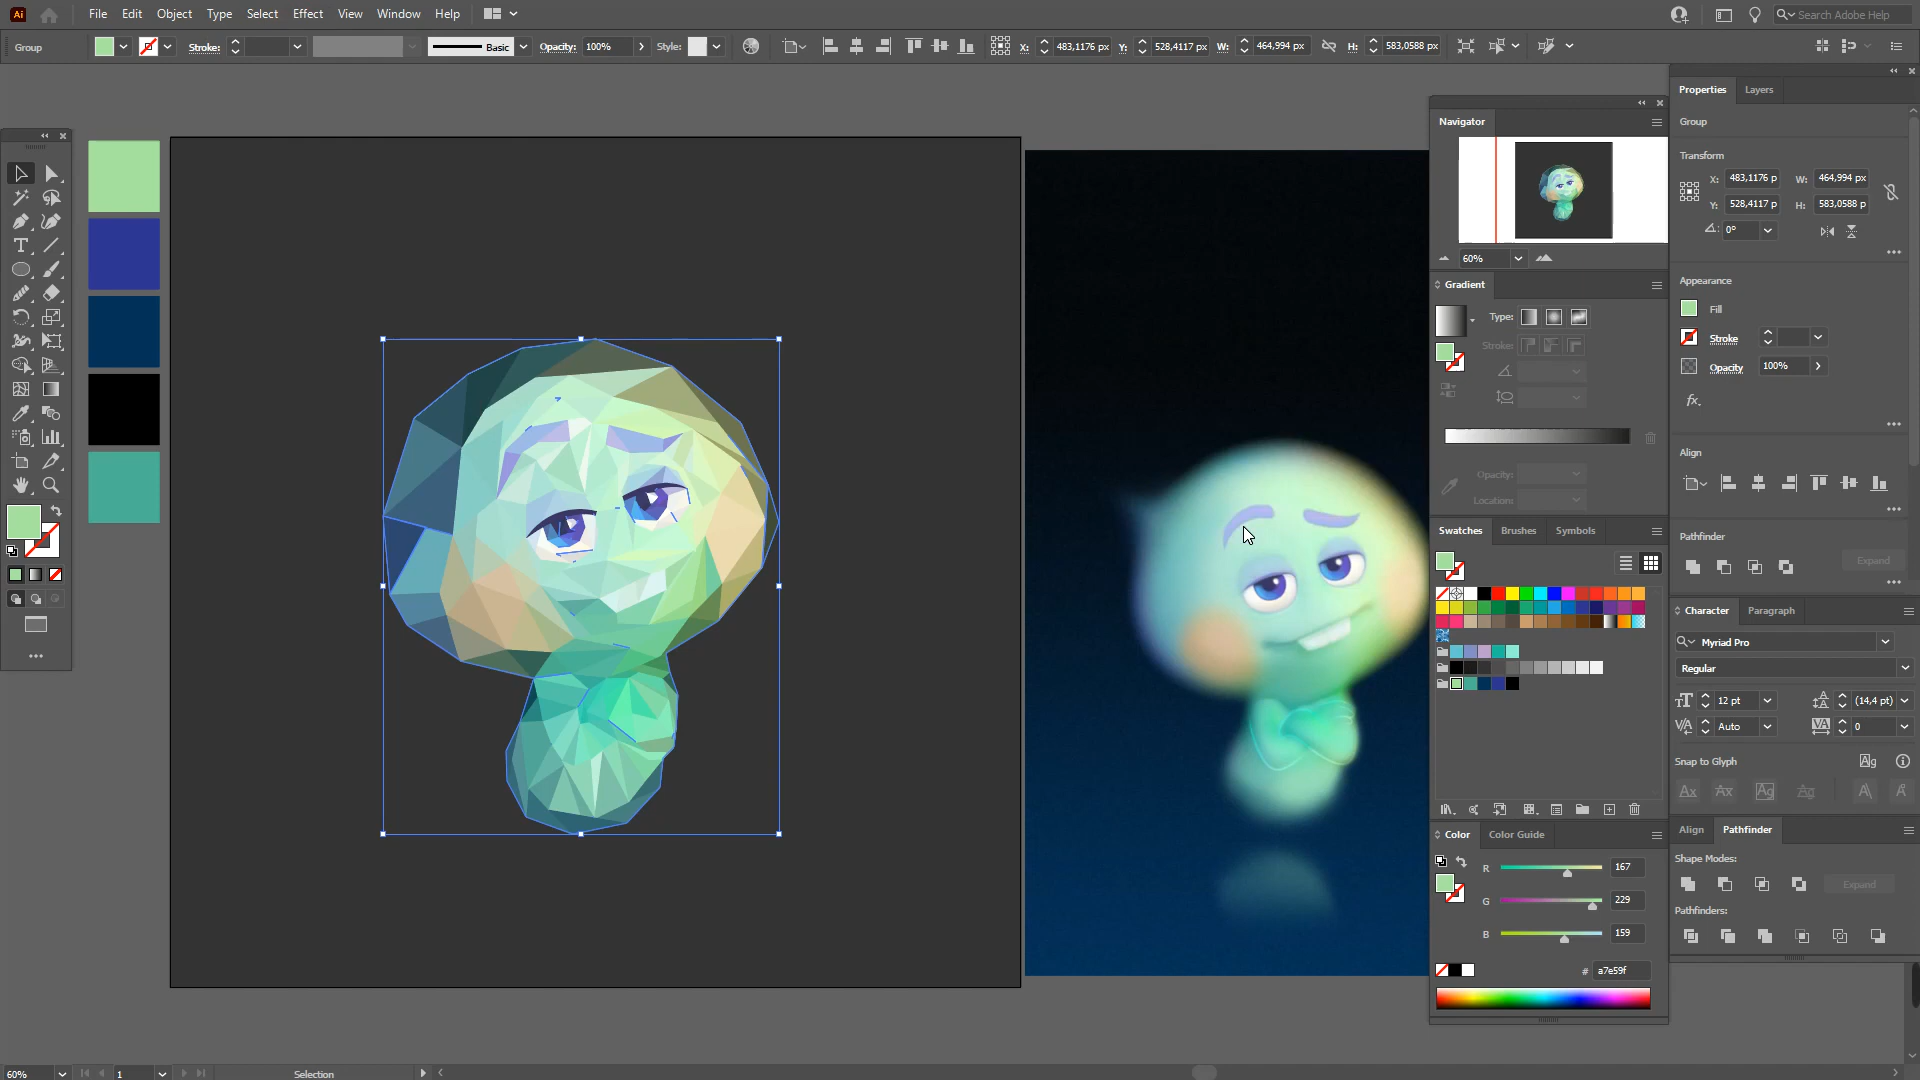 Ai File Edit Object Type Select Effect View Window Help Search Adobe Help
Group Stroke: Basic Opacity: 100% Style: X: 483,1176 px Y: 528,4117 px W: 464,994 px H: 583,0588 px
Properties Layers
Group
Transform
X: 483,1176 p W: 464,994 px
Y: 528,4117 p H: 583,0588 p
0°
Appearance
Fill
Stroke
Opacity 100%
fx.
Align
Pathfinder
Expand
Character Paragraph
Myriad Pro
Regular
12 pt (14,4 pt)
Auto 0
Snap to Glyph
Align Pathfinder
Shape Modes:
Expand
Pathfinders:
Navigator
60%
Gradient
Type:
Stroke:
Opacity:
Location:
Swatches Brushes Symbols
Color Color Guide
R 167
G 229
B 159
# a7e59f
60% 1 Selection